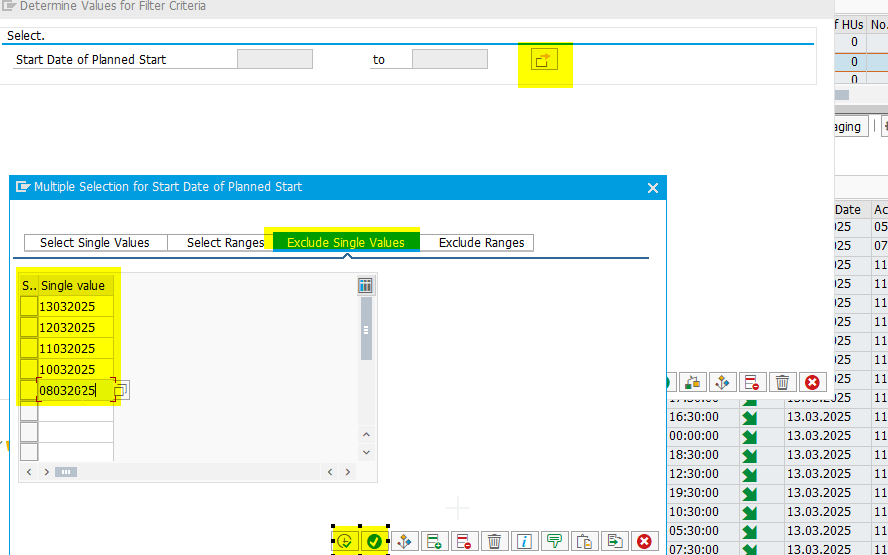 Determine Values for Filter Criteria
Select.
Start Date of Planned Start to
Multiple Selection for Start Date of Planned Start
Select Single Values Select Ranges Exclude Single Values Exclude Ranges
S.. Single value
13032025
12032025
11032025
10032025
08032025
f HUs No.
0
0
0
aging
Date Ac
025 05
025 07
025 11
025 11
025 11
025 11
025 11
025 11
025 11
17:30:00 13.03.2025 11
16:30:00 13.03.2025 11
00:00:00 13.03.2025 11
18:30:00 13.03.2025 11
12:30:00 13.03.2025 11
19:30:00 13.03.2025 11
10:30:00 13.03.2025 11
05:30:00 13.03.2025 11
07:30:00 13.03.2025 11